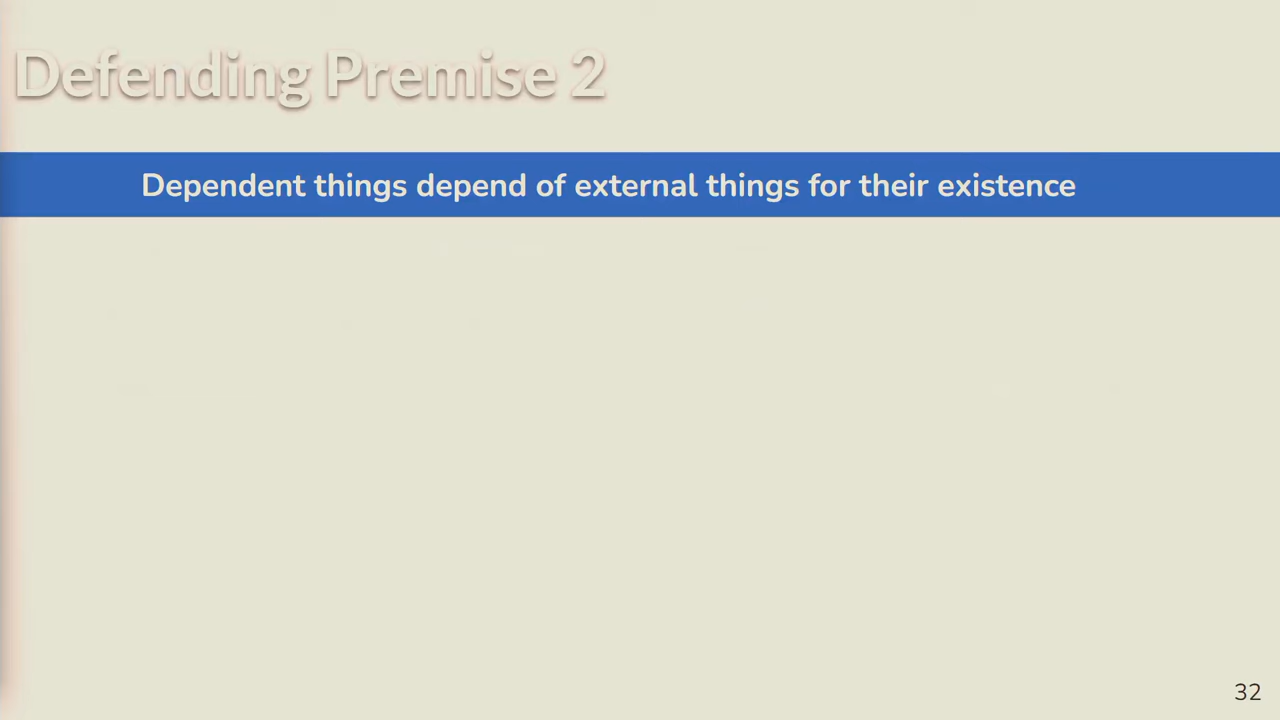 Defending Premise 2
Dependent things depend of external things for their existence
32